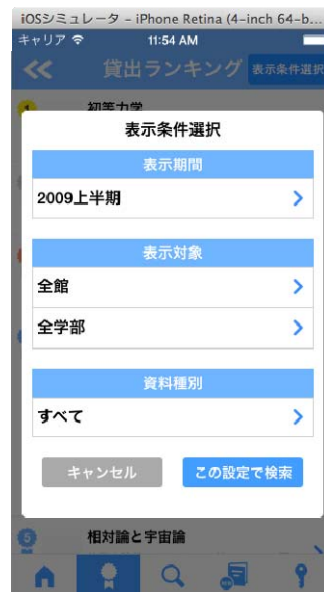 iOSシミュレータ - iPhone Retina (4-inch 64-b...
キャリア 11:54 AM
貸出ランキング 表示条件選択
初等力学
表示条件選択
表示期間
2009上半期
表示対象
全館
全学部
資料種別
すべて
キャンセル この設定で検索
5 相対論と宇宙論